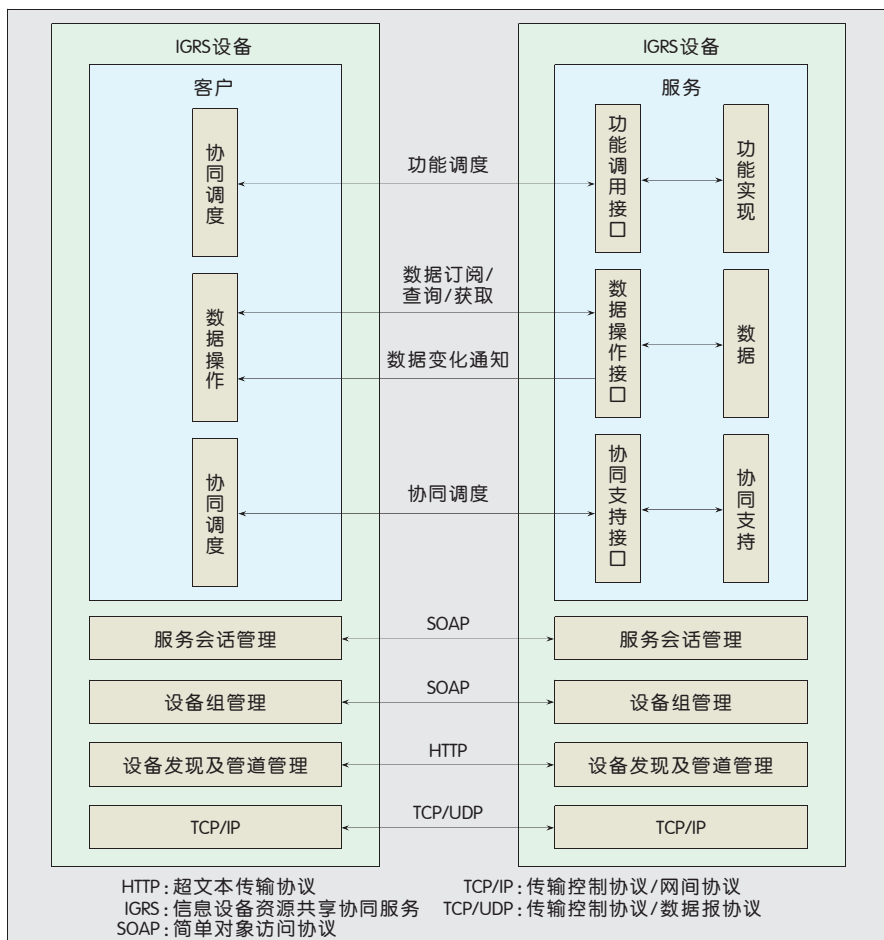 IGRS设备
IGRS设备
客户
服务
协同调度
功能调度
功能调用接口
功能实现
数据操作
数据订阅/
查询/获取
数据变化通知
数据操作接口
数据
协同调度
协同调度
协同支持接口
协同支持
服务会话管理
SOAP
服务会话管理
设备组管理
SOAP
设备组管理
设备发现及管道管理
HTTP
设备发现及管道管理
TCP/IP
TCP/UDP
TCP/IP
HTTP:超文本传输协议
TCP/IP:传输控制协议/网间协议
IGRS:信息设备资源共享协同服务
TCP/UDP:传输控制协议/数据报协议
SOAP:简单对象访问协议